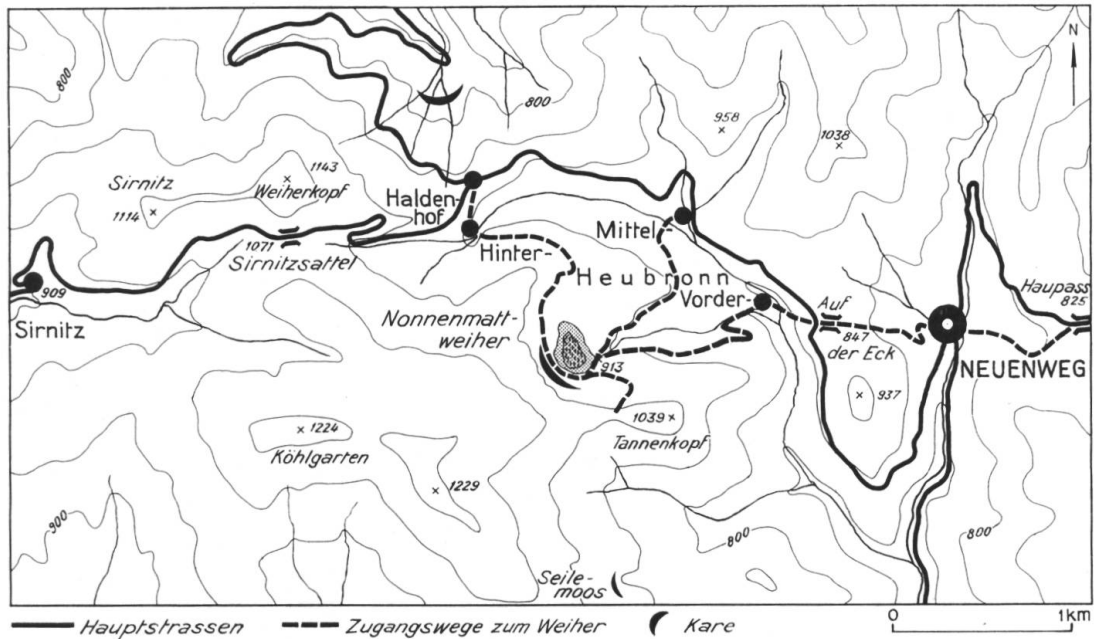 N
800
800
958
1038
1143
Sirnitz
Weiherkopf
1114
Halden-
hof
1071
Sirnitzsattel
Mittel-
Hinter-
Heubronn
Vorder-
909
Sirnitz
Nonnenmatt-
weiher
Auf
847
der Eck
Haupass
825
913
NEUENWEG
937
1039
Tannenkopf
1224
Köhlgarten
1229
900
800
800
Seile-
moos
Hauptstrassen
Zugangswege zum Weiher
Kare
0 1km